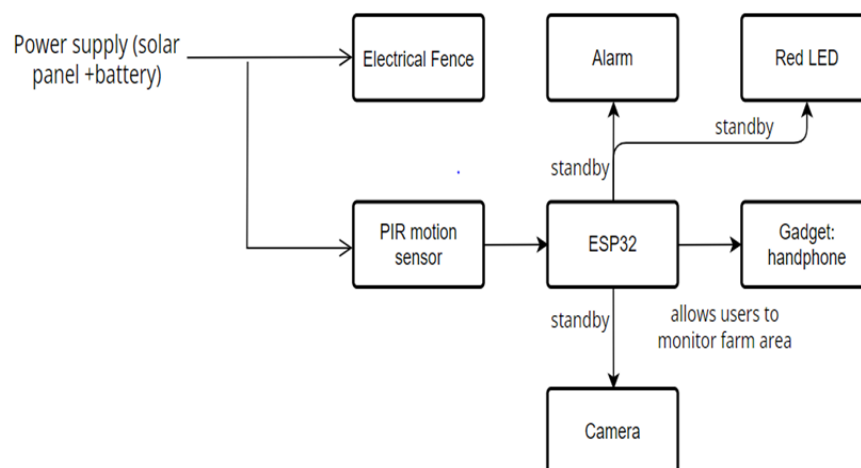 Power supply (solar
panel +battery)
Electrical Fence
Alarm
Red LED
standby
standby
PIR motion
sensor
ESP32
Gadget:
handphone
standby
allows users to
monitor farm area
Camera